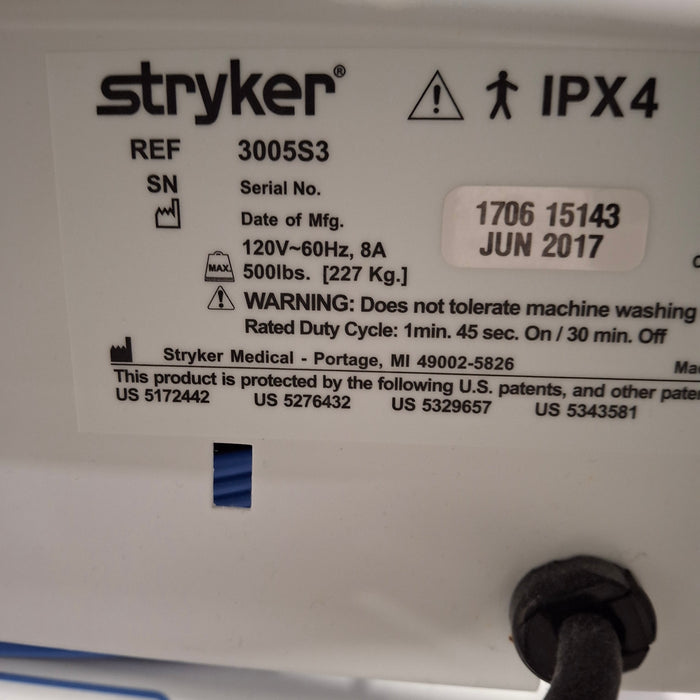 stryker®
IPX4
REF 3005S3
SN Serial No.
Date of Mfg.
1706 15143
JUN 2017
120V~60Hz, 8A
MAX. 500lbs. [227 Kg.]
WARNING: Does not tolerate machine washing
Rated Duty Cycle: 1min. 45 sec. On / 30 min. Off
Stryker Medical - Portage, MI 49002-5826
This product is protected by the following U.S. patents, and other
US 5172442 US 5276432 US 5329657 US 5343581